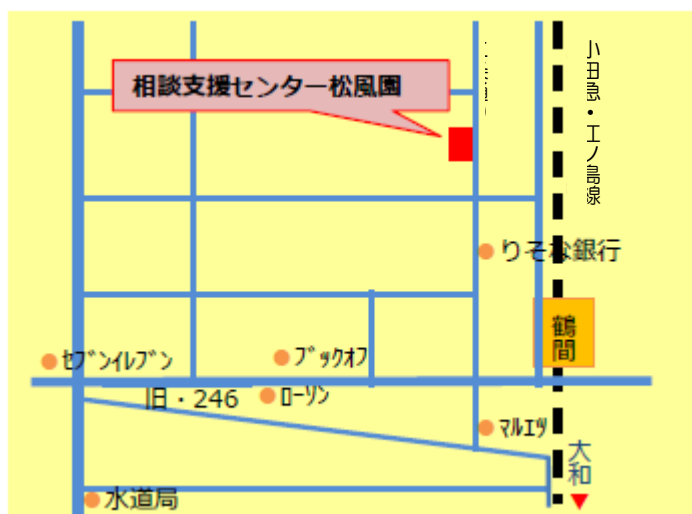 相談支援センター松風園
小田急・江ノ島線
りそな銀行
鶴間
ｾﾌﾞﾝｲﾚﾌﾞﾝ
ﾌﾞｯｸｵﾌ
旧・246
ﾛｰｿﾝ
ﾏﾙｴﾂ
大和
水道局